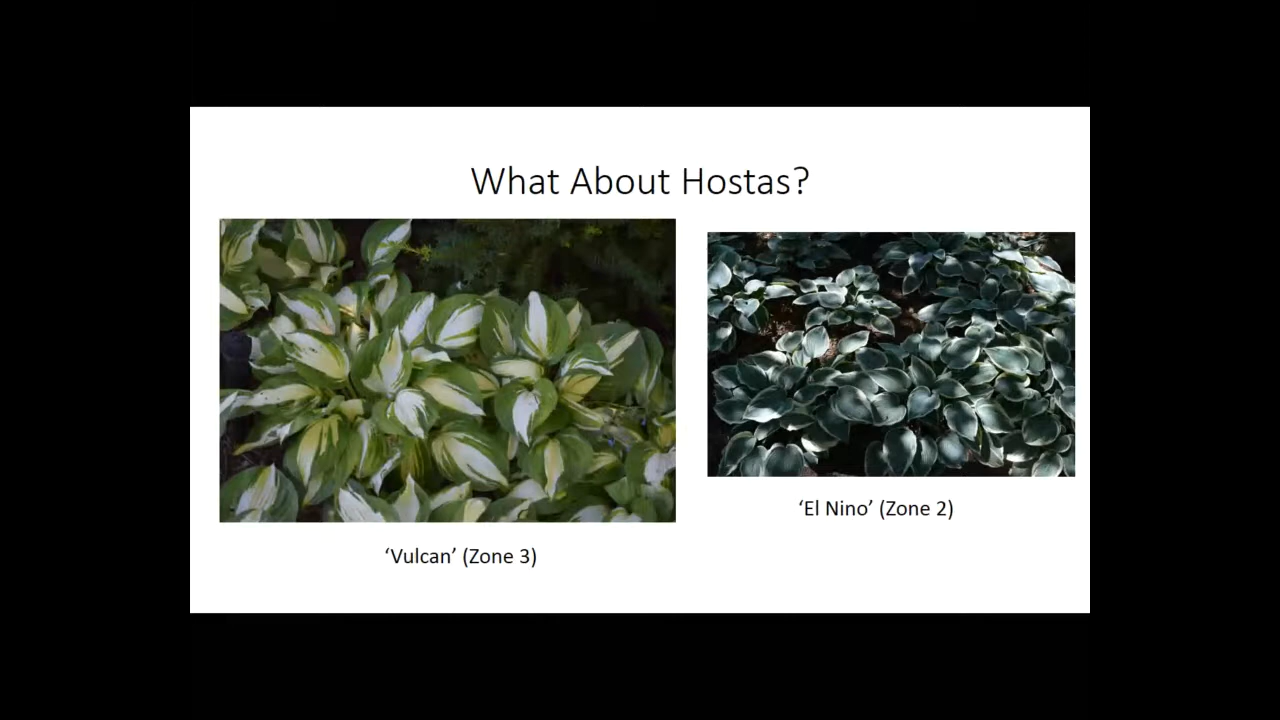 What About Hostas?
‘El Nino’ (Zone 2)
‘Vulcan’ (Zone 3)